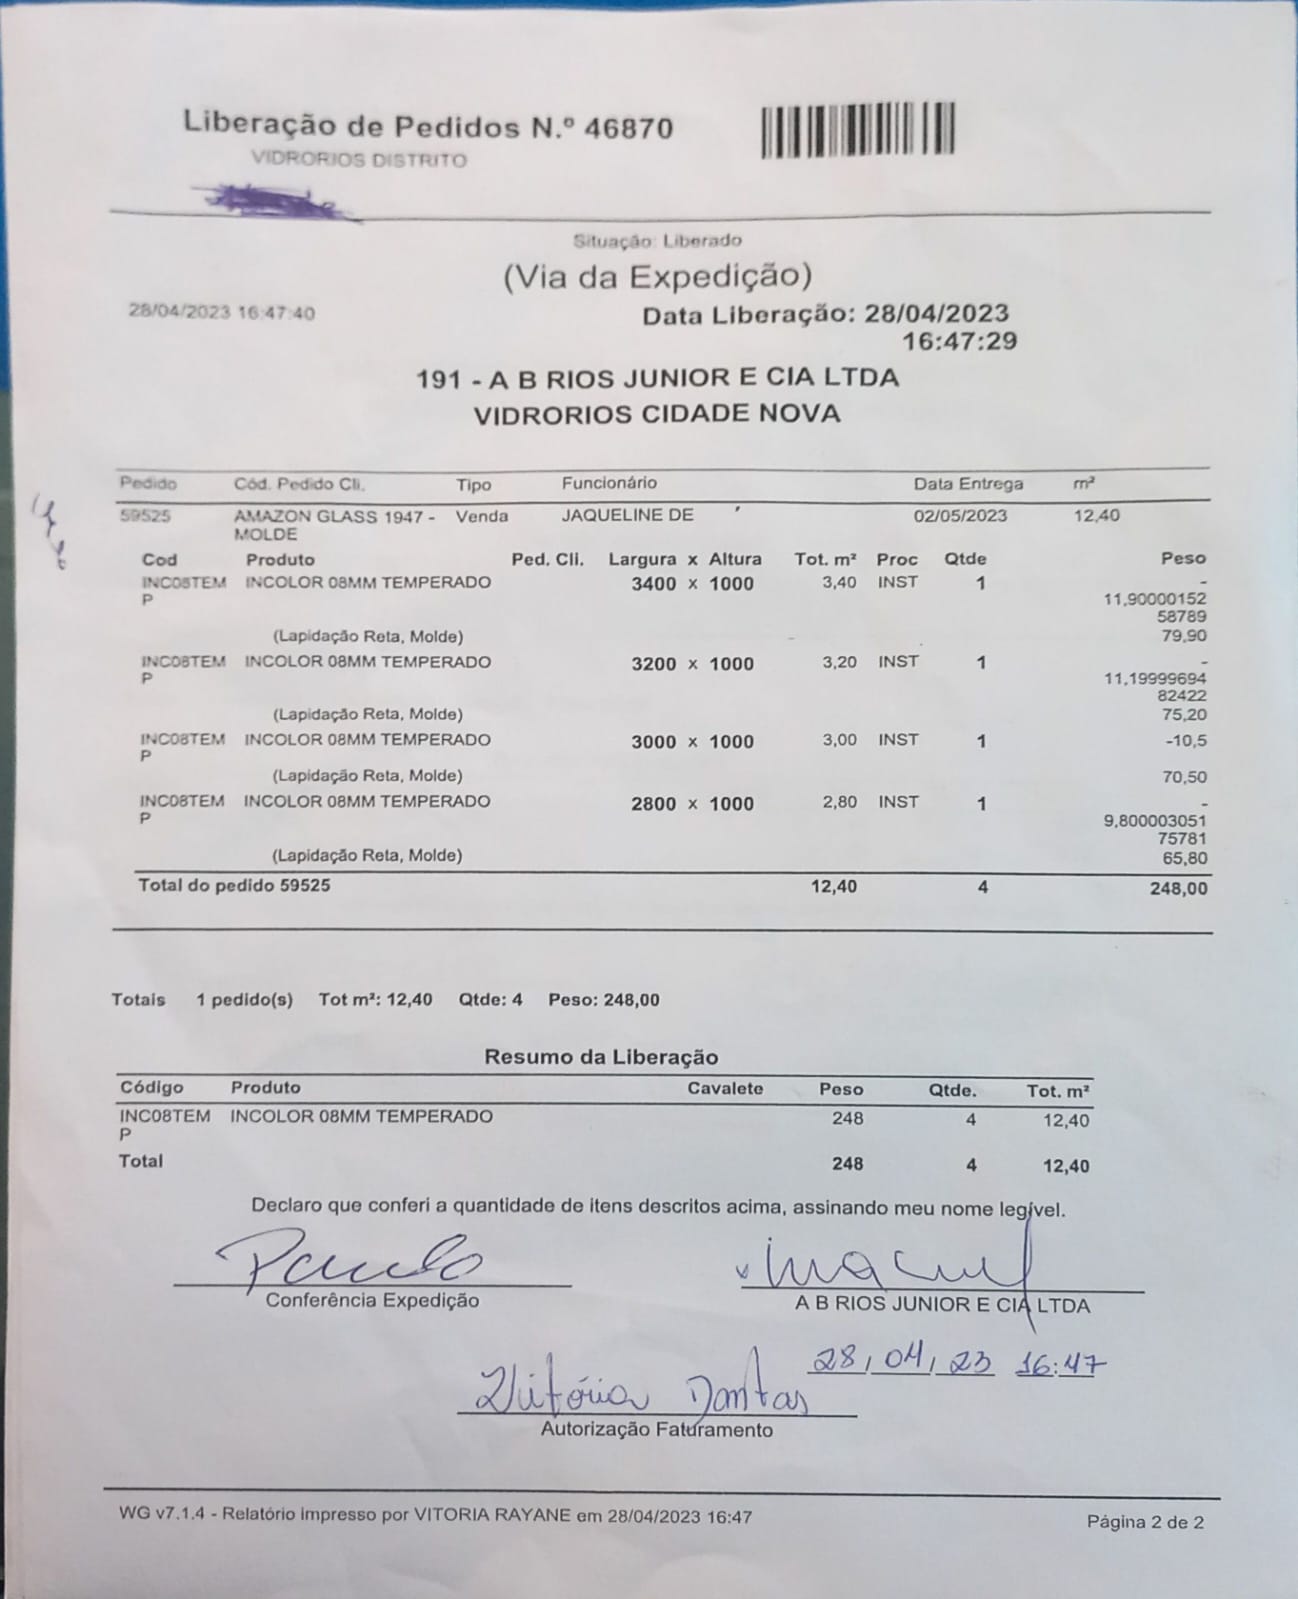 Liberação de Pedidos N.º 46870
VIDRORIOS DISTRITO
Situação: Liberado
(Via da Expedição)
28/04/2023 16:47:40 Data Liberação: 28/04/2023
16:47:29
191 - A B RIOS JUNIOR E CIA LTDA
VIDRORIOS CIDADE NOVA
Pedido Cód. Pedido Cli. Tipo Funcionário Data Entrega m²
59525 AMAZON GLASS 1947 - Venda JAQUELINE DE 02/05/2023 12,40
MOLDE
Cod Produto Ped. Cli. Largura x Altura Tot. m² Proc Qtde Peso
INC08TEM INCOLOR 08MM TEMPERADO 3400 x 1000 3,40 INST 1 -
P 11,90000152
58789
(Lapidação Reta, Molde) 79,90
INC08TEM INCOLOR 08MM TEMPERADO 3200 x 1000 3,20 INST 1 -
P 11,19999694
82422
(Lapidação Reta, Molde) 75,20
INC08TEM INCOLOR 08MM TEMPERADO 3000 x 1000 3,00 INST 1 -10,5
P
(Lapidação Reta, Molde) 70,50
INC08TEM INCOLOR 08MM TEMPERADO 2800 x 1000 2,80 INST 1 -
P 9,800003051
75781
(Lapidação Reta, Molde) 65,80
Total do pedido 59525 12,40 4 248,00
Totais 1 pedido(s) Tot m²: 12,40 Qtde: 4 Peso: 248,00
Resumo da Liberação
Código Produto Cavalete Peso Qtde. Tot. m²
INC08TEM INCOLOR 08MM TEMPERADO 248 4 12,40
P
Total 248 4 12,40
Declaro que conferi a quantidade de itens descritos acima, assinando meu nome legível.
Paulo
Conferência Expedição A B RIOS JUNIOR E CIA LTDA
28/04/23 16:47
Vitória Dantas
Autorização Faturamento
WG v7.1.4 - Relatório impresso por VITORIA RAYANE em 28/04/2023 16:47
Página 2 de 2